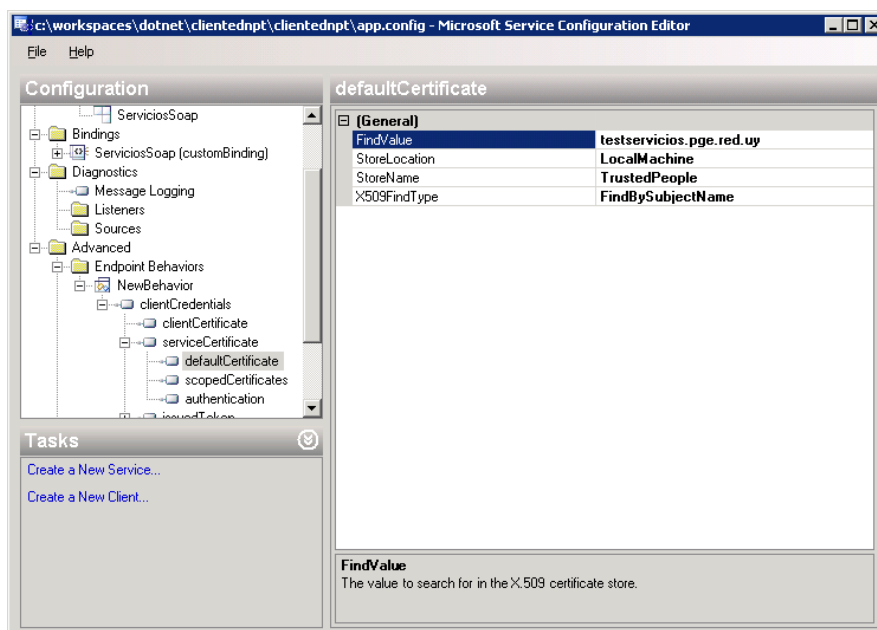 c:\workspaces\dotnet\clientednpt\clientednpt\app.config - Microsoft Service Configuration Editor
File Help
Configuration
ServiciosSoap
Bindings
ServiciosSoap (customBinding)
Diagnostics
Message Logging
Listeners
Sources
Advanced
Endpoint Behaviors
NewBehavior
clientCredentials
clientCertificate
serviceCertificate
defaultCertificate
scopedCertificates
authentication
issuedToken
Tasks
Create a New Service...
Create a New Client...
defaultCertificate
(General)
FindValue testservicios.pge.red.uy
StoreLocation LocalMachine
StoreName TrustedPeople
X509FindType FindBySubjectName
FindValue
The value to search for in the X.509 certificate store.